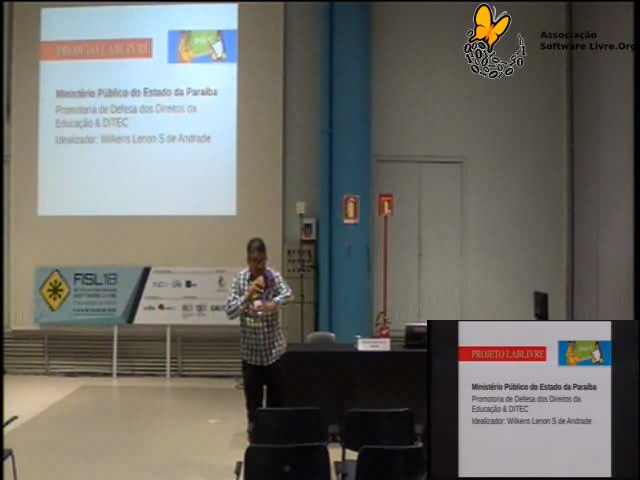 Associação
Software Livre.Org
PROJETO LABLIVRE
Ministério Público do Estado da Paraíba
Promotoria de Defesa dos Direitos da
Educação & DITEC
Idealizador: Wilkens Lenon S de Andrade
FISL18
SOFTWARE LIVRE
PROJETO LABLIVRE
Ministério Público do Estado da Paraíba
Promotoria de Defesa dos Direitos da
Educação & DITEC
Idealizador: Wilkens Lenon S de Andrade